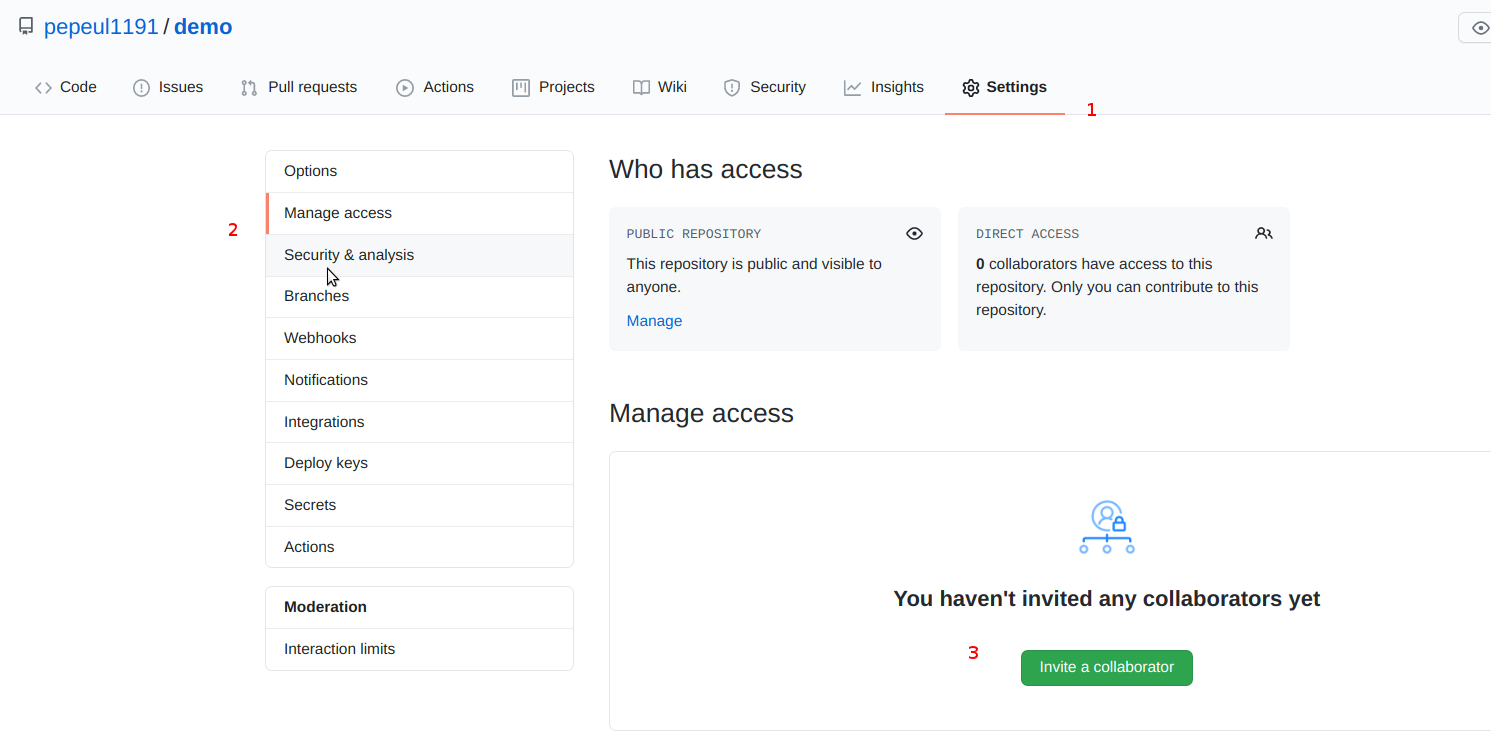 pepeul1191 / demo
Code Issues Pull requests Actions Projects Wiki Security Insights Settings
1
Options
Manage access
2
Security & analysis
Branches
Webhooks
Notifications
Integrations
Deploy keys
Secrets
Actions
Moderation
Interaction limits
Who has access
PUBLIC REPOSITORY
This repository is public and visible to
anyone.
Manage
DIRECT ACCESS
0 collaborators have access to this
repository. Only you can contribute to this
repository.
Manage access
You haven't invited any collaborators yet
3
Invite a collaborator